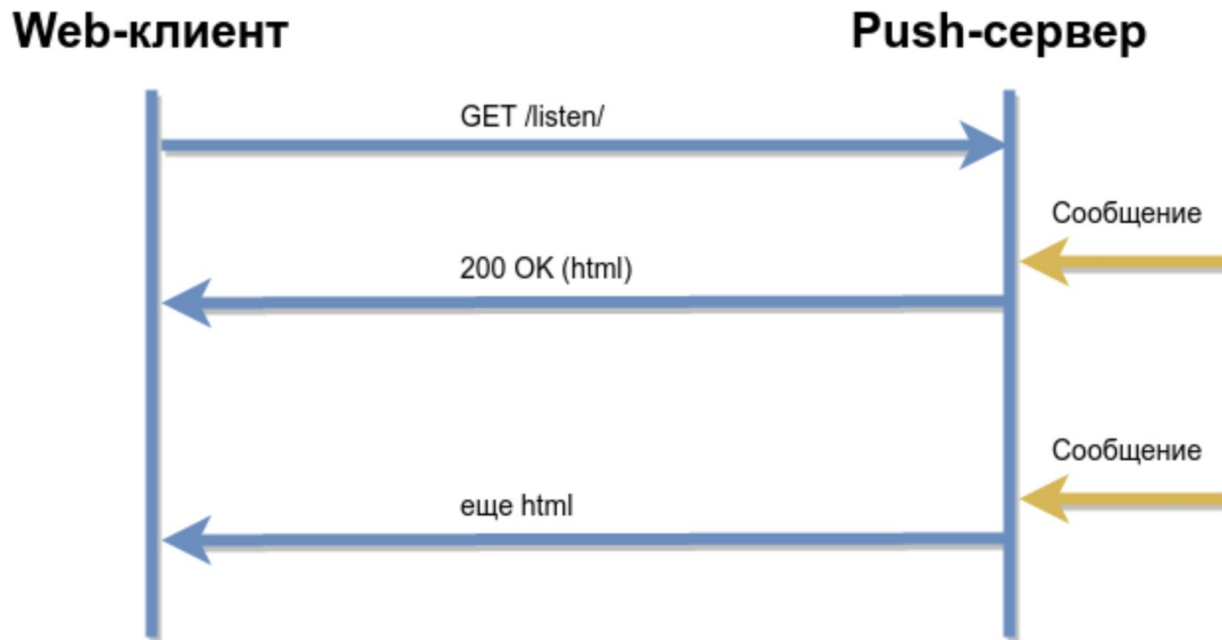 Web-клиент
Push-сервер
GET /listen/
Сообщение
200 OK (html)
Сообщение
еще html